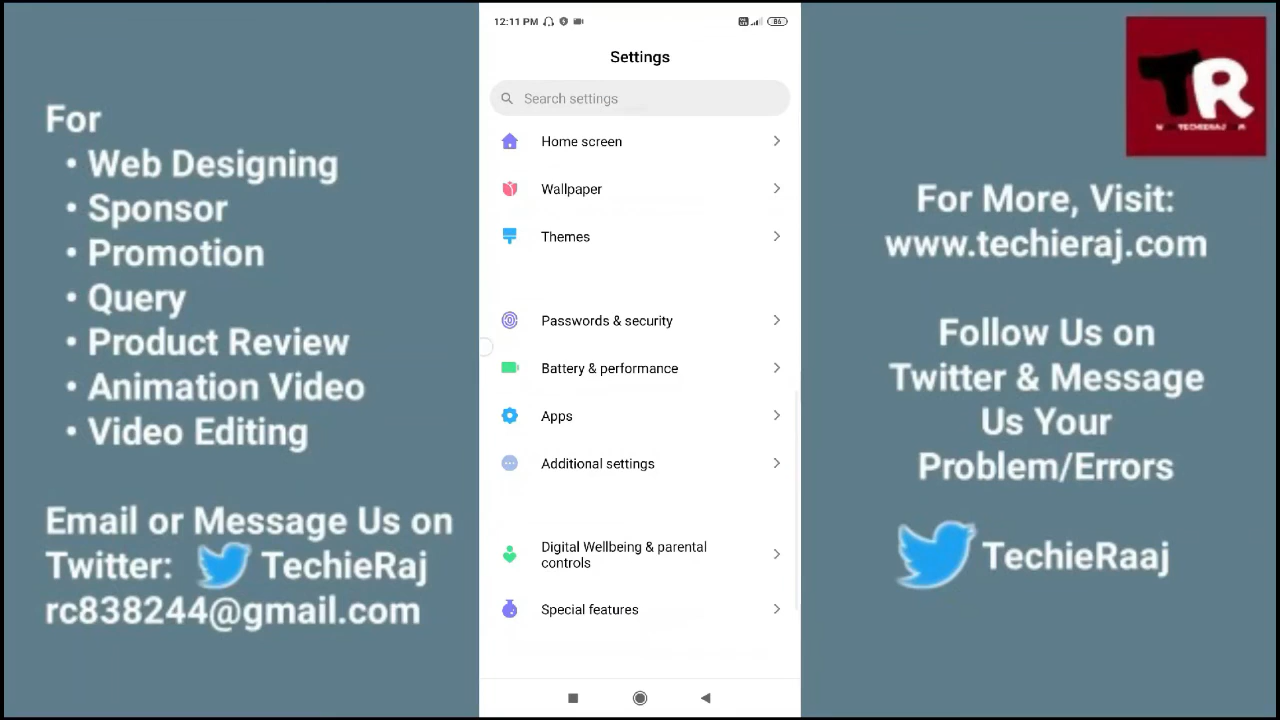 For
• Web Designing
• Sponsor
• Promotion
• Query
• Product Review
• Animation Video
• Video Editing
Email or Message Us on
Twitter: TechieRaj
rc838244@gmail.com
12:11 PM
86
Settings
Search settings
Home screen
Wallpaper
Themes
Passwords & security
Battery & performance
Apps
Additional settings
Digital Wellbeing & parental
controls
Special features
TR
For More, Visit:
www.techieraj.com
Follow Us on
Twitter & Message
Us Your
Problem/Errors
TechieRaaj